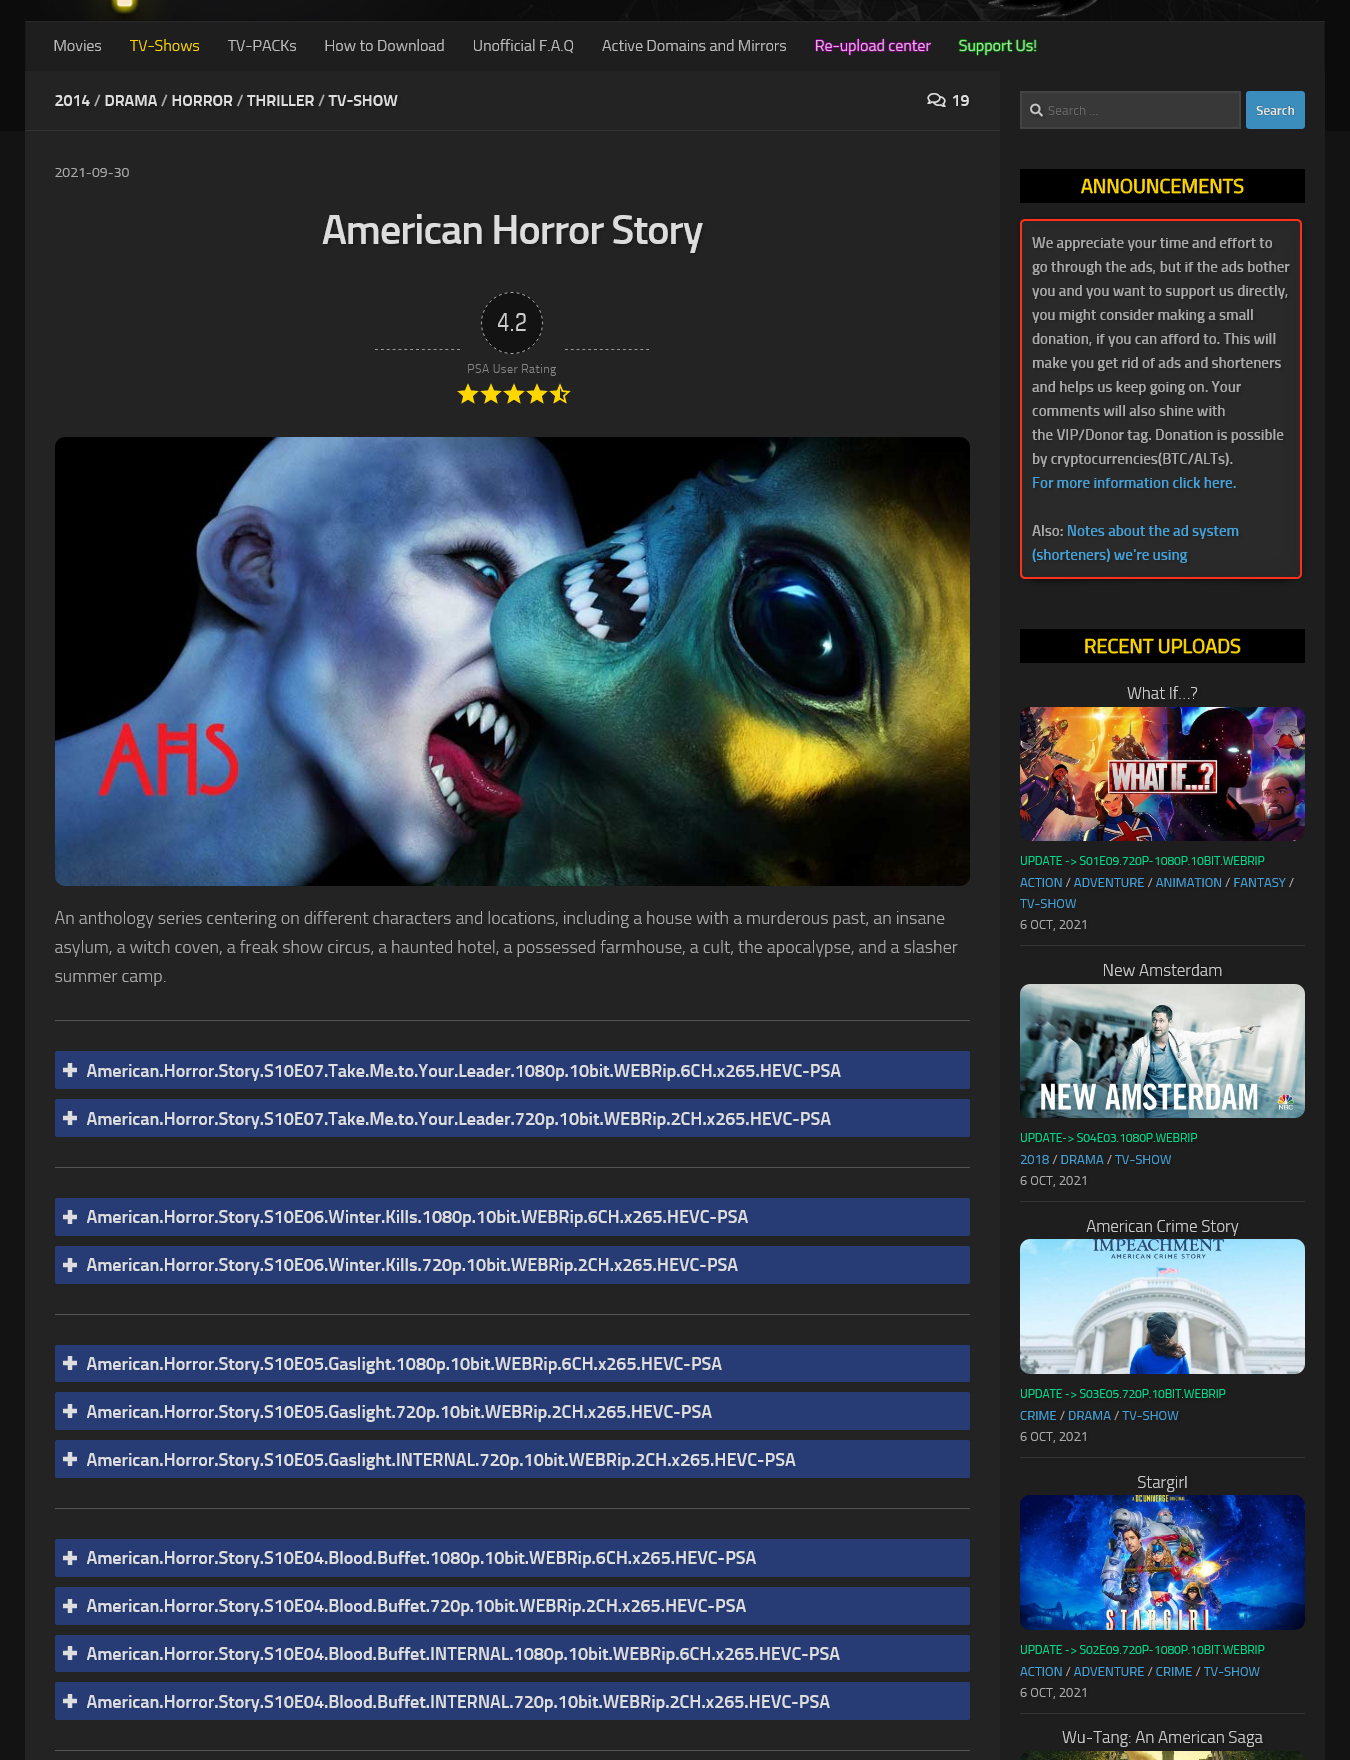 Movies TV-Shows TV-PACKs How to Download Unofficial F.A.Q Active Domains and Mirrors Re-upload center Support Us!
2014 / DRAMA / HORROR / THRILLER / TV-SHOW
19
2021-09-30
American Horror Story
4.2
PSA User Rating
AHS
An anthology series centering on different characters and locations, including a house with a murderous past, an insane
asylum, a witch coven, a freak show circus, a haunted hotel, a possessed farmhouse, a cult, the apocalypse, and a slasher
summer camp.
American.Horror.Story.S10E07.Take.Me.to.Your.Leader.1080p.10bit.WEBRip.6CH.x265.HEVC-PSA
American.Horror.Story.S10E07.Take.Me.to.Your.Leader.720p.10bit.WEBRip.2CH.x265.HEVC-PSA
American.Horror.Story.S10E06.Winter.Kills.1080p.10bit.WEBRip.6CH.x265.HEVC-PSA
American.Horror.Story.S10E06.Winter.Kills.720p.10bit.WEBRip.2CH.x265.HEVC-PSA
American.Horror.Story.S10E05.Gaslight.1080p.10bit.WEBRip.6CH.x265.HEVC-PSA
American.Horror.Story.S10E05.Gaslight.720p.10bit.WEBRip.2CH.x265.HEVC-PSA
American.Horror.Story.S10E05.Gaslight.INTERNAL.720p.10bit.WEBRip.2CH.x265.HEVC-PSA
American.Horror.Story.S10E04.Blood.Buffet.1080p.10bit.WEBRip.6CH.x265.HEVC-PSA
American.Horror.Story.S10E04.Blood.Buffet.720p.10bit.WEBRip.2CH.x265.HEVC-PSA
American.Horror.Story.S10E04.Blood.Buffet.INTERNAL.1080p.10bit.WEBRip.6CH.x265.HEVC-PSA
American.Horror.Story.S10E04.Blood.Buffet.INTERNAL.720p.10bit.WEBRip.2CH.x265.HEVC-PSA
Search ...
Search
ANNOUNCEMENTS
We appreciate your time and effort to
go through the ads, but if the ads bother
you and you want to support us directly,
you might consider making a small
donation, if you can afford to. This will
make you get rid of ads and shorteners
and helps us keep going on. Your
comments will also shine with
the VIP/Donor tag. Donation is possible
by cryptocurrencies(BTC/ALTs).
For more information click here.
Also: Notes about the ad system
(shorteners) we're using
RECENT UPLOADS
What If...?
WHAT IF...?
UPDATE -> S01E09.720P-1080P.10BIT.WEBRIP
ACTION / ADVENTURE / ANIMATION / FANTASY /
TV-SHOW
6 OCT, 2021
New Amsterdam
NEW AMSTERDAM
NBC
UPDATE-> S04E03.1080P.WEBRIP
2018 / DRAMA / TV-SHOW
6 OCT, 2021
American Crime Story
IMPEACHMENT
AMERICAN CRIME STORY
UPDATE -> S03E05.720P.10BIT.WEBRIP
CRIME / DRAMA / TV-SHOW
6 OCT, 2021
Stargirl
A DC UNIVERSE ORIGINAL
STARGIRL
UPDATE -> S02E09.720P-1080P.10BIT.WEBRIP
ACTION / ADVENTURE / CRIME / TV-SHOW
6 OCT, 2021
Wu-Tang: An American Saga